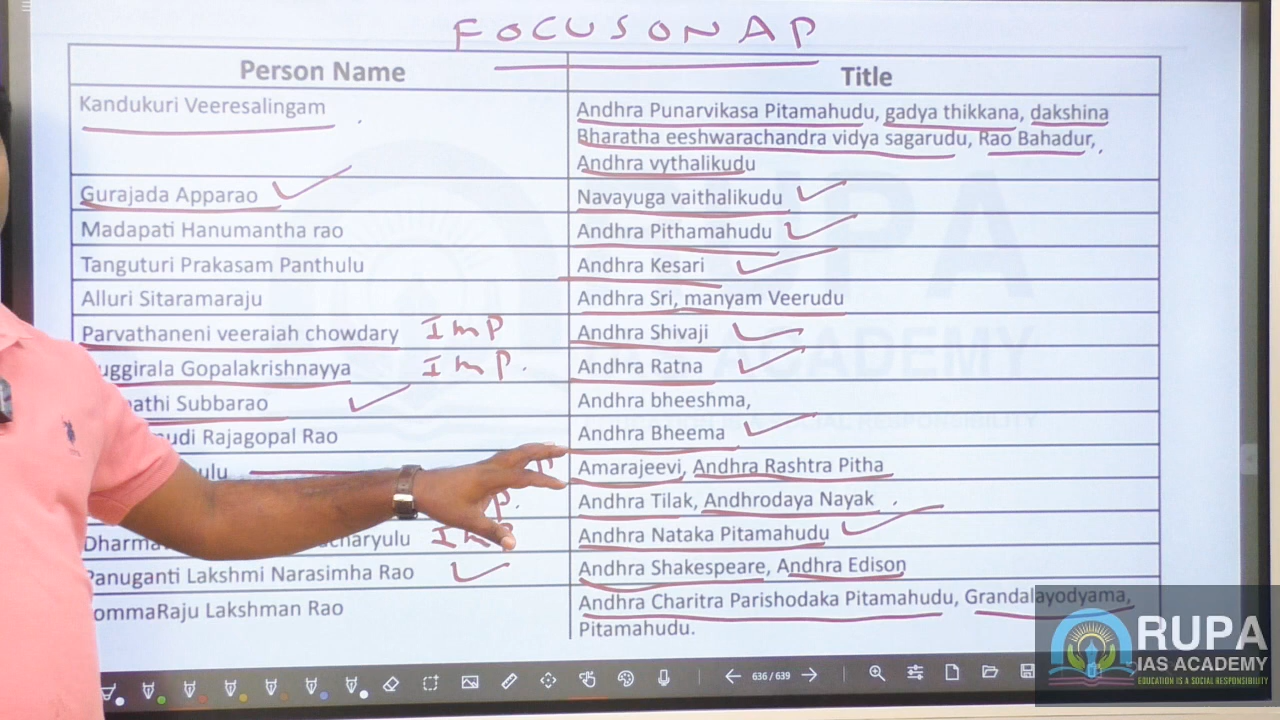 FOCUS ON AP
Person Name Title
Kandukuri Veeresalingam Andhra Punarvikasa Pitamahudu, gadya thikkana, dakshina
Bharatha eeshwarachandra vidya sagarudu, Rao Bahadur,
Andhra vythalikudu
Gurajada Apparao Navayuga vaithalikudu
Madapati Hanumantha rao Andhra Pithamahudu
Tanguturi Prakasam Panthulu Andhra Kesari
Alluri Sitaramaraju Andhra Sri, manyam Veerudu
Parvathaneni veeraiah chowdary Imp Andhra Shivaji
uggirala Gopalakrishnayya Imp. Andhra Ratna
athi Subbarao Andhra bheeshma,
udi Rajagopal Rao Andhra Bheema
ulu Amarajeevi, Andhra Rashtra Pitha
P. Andhra Tilak, Andhrodaya Nayak
Dharma charyulu Imp Andhra Nataka Pitamahudu
Panuganti Lakshmi Narasimha Rao Andhra Shakespeare, Andhra Edison
ommaRaju Lakshman Rao Andhra Charitra Parishodaka Pitamahudu, Grandalayodyama,
Pitamahudu.
636 / 639
RUPA
IAS ACADEMY
EDUCATION IS A SOCIAL RESPONSIBILITY